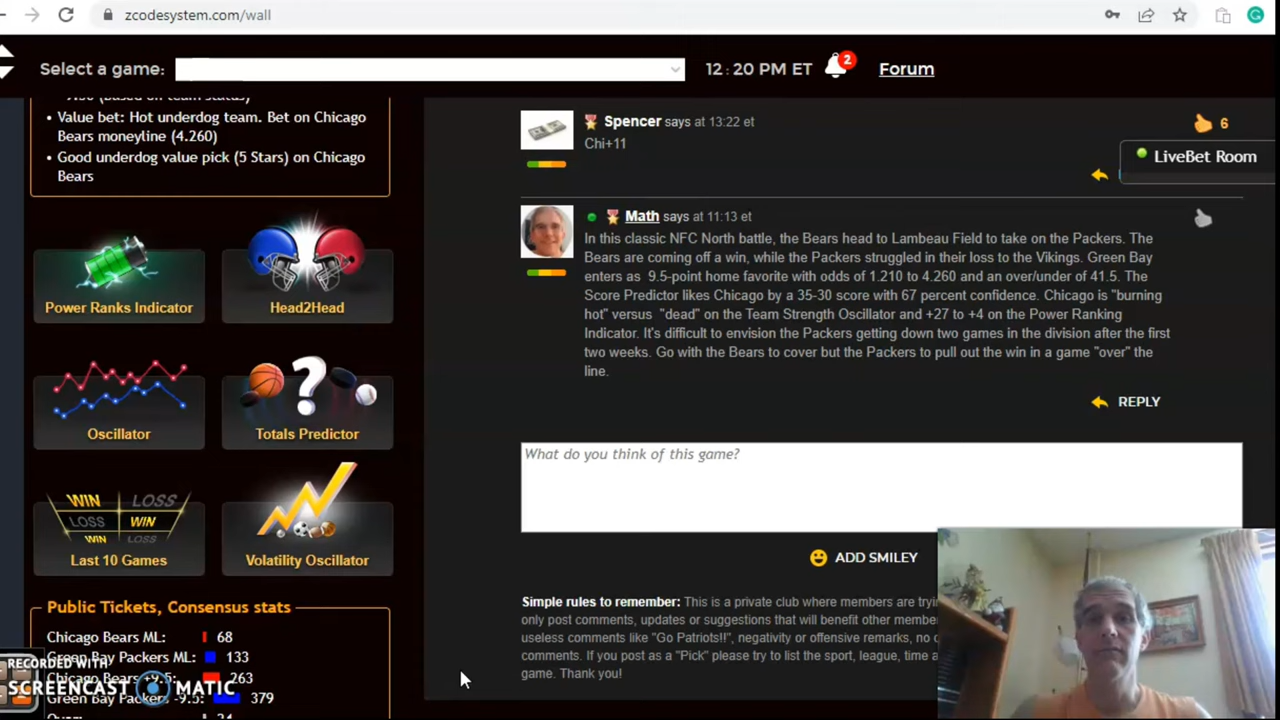 zcodesystem.com/wall
Select a game:
12:20 PM ET
2
Forum
Value bet: Hot underdog team. Bet on Chicago
Bears moneyline (4.260)
Good underdog value pick (5 Stars) on Chicago
Bears
Power Ranks Indicator
Head2Head
Oscillator
?
Totals Predictor
WIN LOSS
LOSS WIN
WIN LOSS
Last 10 Games
Volatility Oscillator
Public Tickets, Consensus stats
Chicago Bears ML: 68
Green Bay Packers ML: 133
Chicago Bears +9.5: 263
Green Bay Packers -9.5: 379
RECORDED WITH
SCREENCAST MATIC
Spencer says at 13:22 et
Chi+11
6
LiveBet Room
Math says at 11:13 et
In this classic NFC North battle, the Bears head to Lambeau Field to take on the Packers. The
Bears are coming off a win, while the Packers struggled in their loss to the Vikings. Green Bay
enters as 9.5-point home favorite with odds of 1.210 to 4.260 and an over/under of 41.5. The
Score Predictor likes Chicago by a 35-30 score with 67 percent confidence. Chicago is "burning
hot" versus "dead" on the Team Strength Oscillator and +27 to +4 on the Power Ranking
Indicator. It's difficult to envision the Packers getting down two games in the division after the first
two weeks. Go with the Bears to cover but the Packers to pull out the win in a game "over" the
line.
REPLY
What do you think of this game?
ADD SMILEY
Simple rules to remember: This is a private club where members are
only post comments, updates or suggestions that will benefit other
useless comments like "Go Patriots!!", negativity or offensive remarks, no
comments. If you post as a "Pick" please try to list the sport, league, time
game. Thank you!